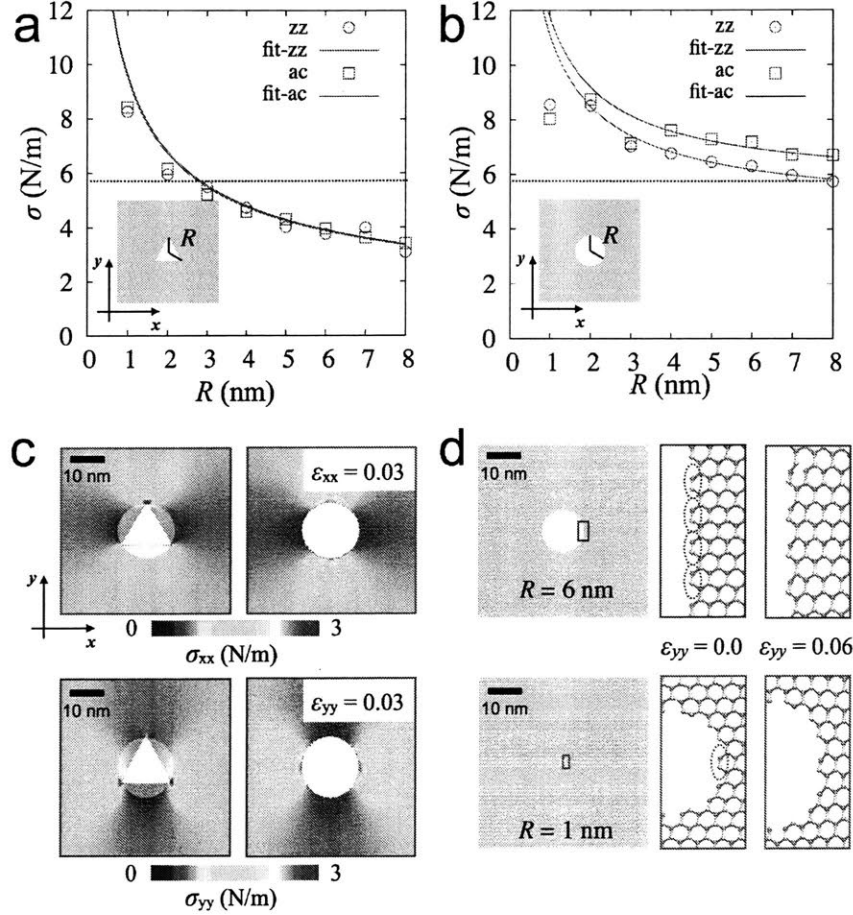 a
12
10
8
6
4
2
0
σ (N/m)
zz
fit-zz
ac
fit-ac
R
y
x
0 1 2 3 4 5 6 7 8
R (nm)
b
12
10
8
6
4
2
0
σ (N/m)
zz
fit-zz
ac
fit-ac
R
y
x
0 1 2 3 4 5 6 7 8
R (nm)
c
10 nm
εxx = 0.03
y
x
0 3
σxx (N/m)
10 nm
εyy = 0.03
0 3
σyy (N/m)
d
10 nm
R = 6 nm
εyy = 0.0 εyy = 0.06
10 nm
R = 1 nm